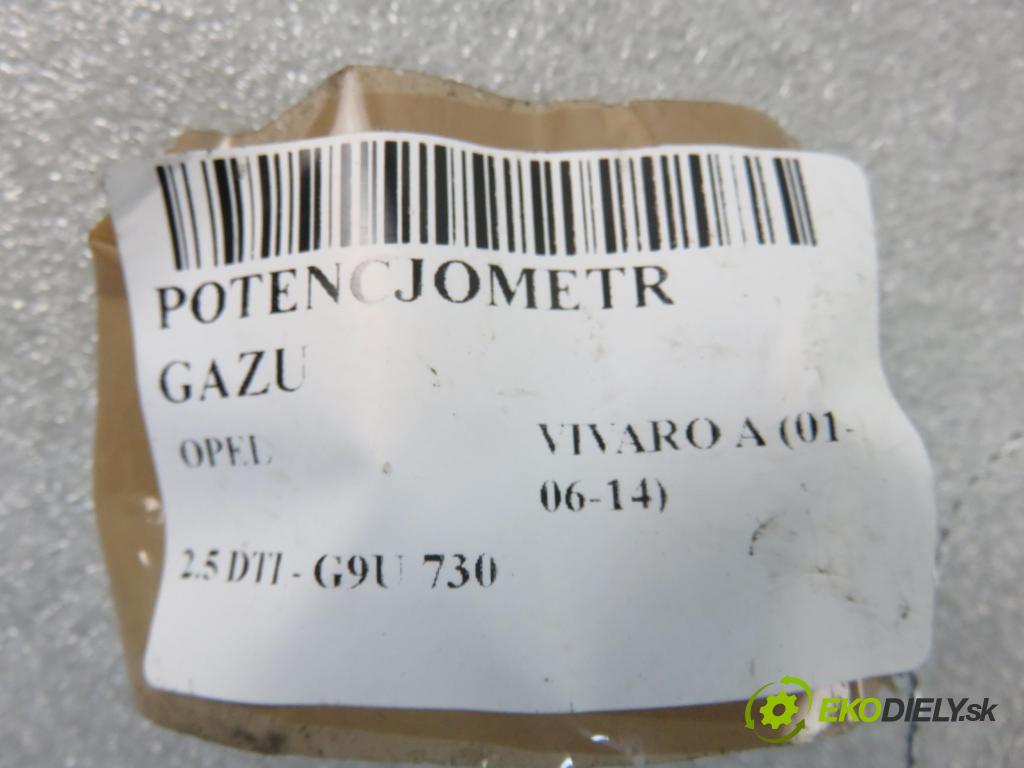 POTENCJOMETR
GAZU
OPEL
VIVARO A (01-
06-14)
2.5 DTI - G9U 730
EKODIELY.sk